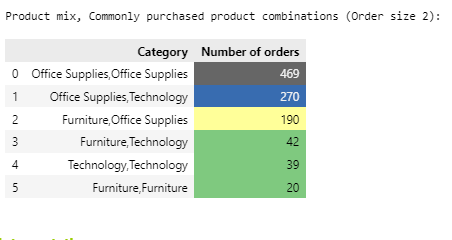 Product mix, Commonly purchased product combinations (Order size 2):
Category Number of orders
0 Office Supplies,Office Supplies 469
1 Office Supplies,Technology 270
2 Furniture,Office Supplies 190
3 Furniture,Technology 42
4 Technology,Technology 39
5 Furniture,Furniture 20